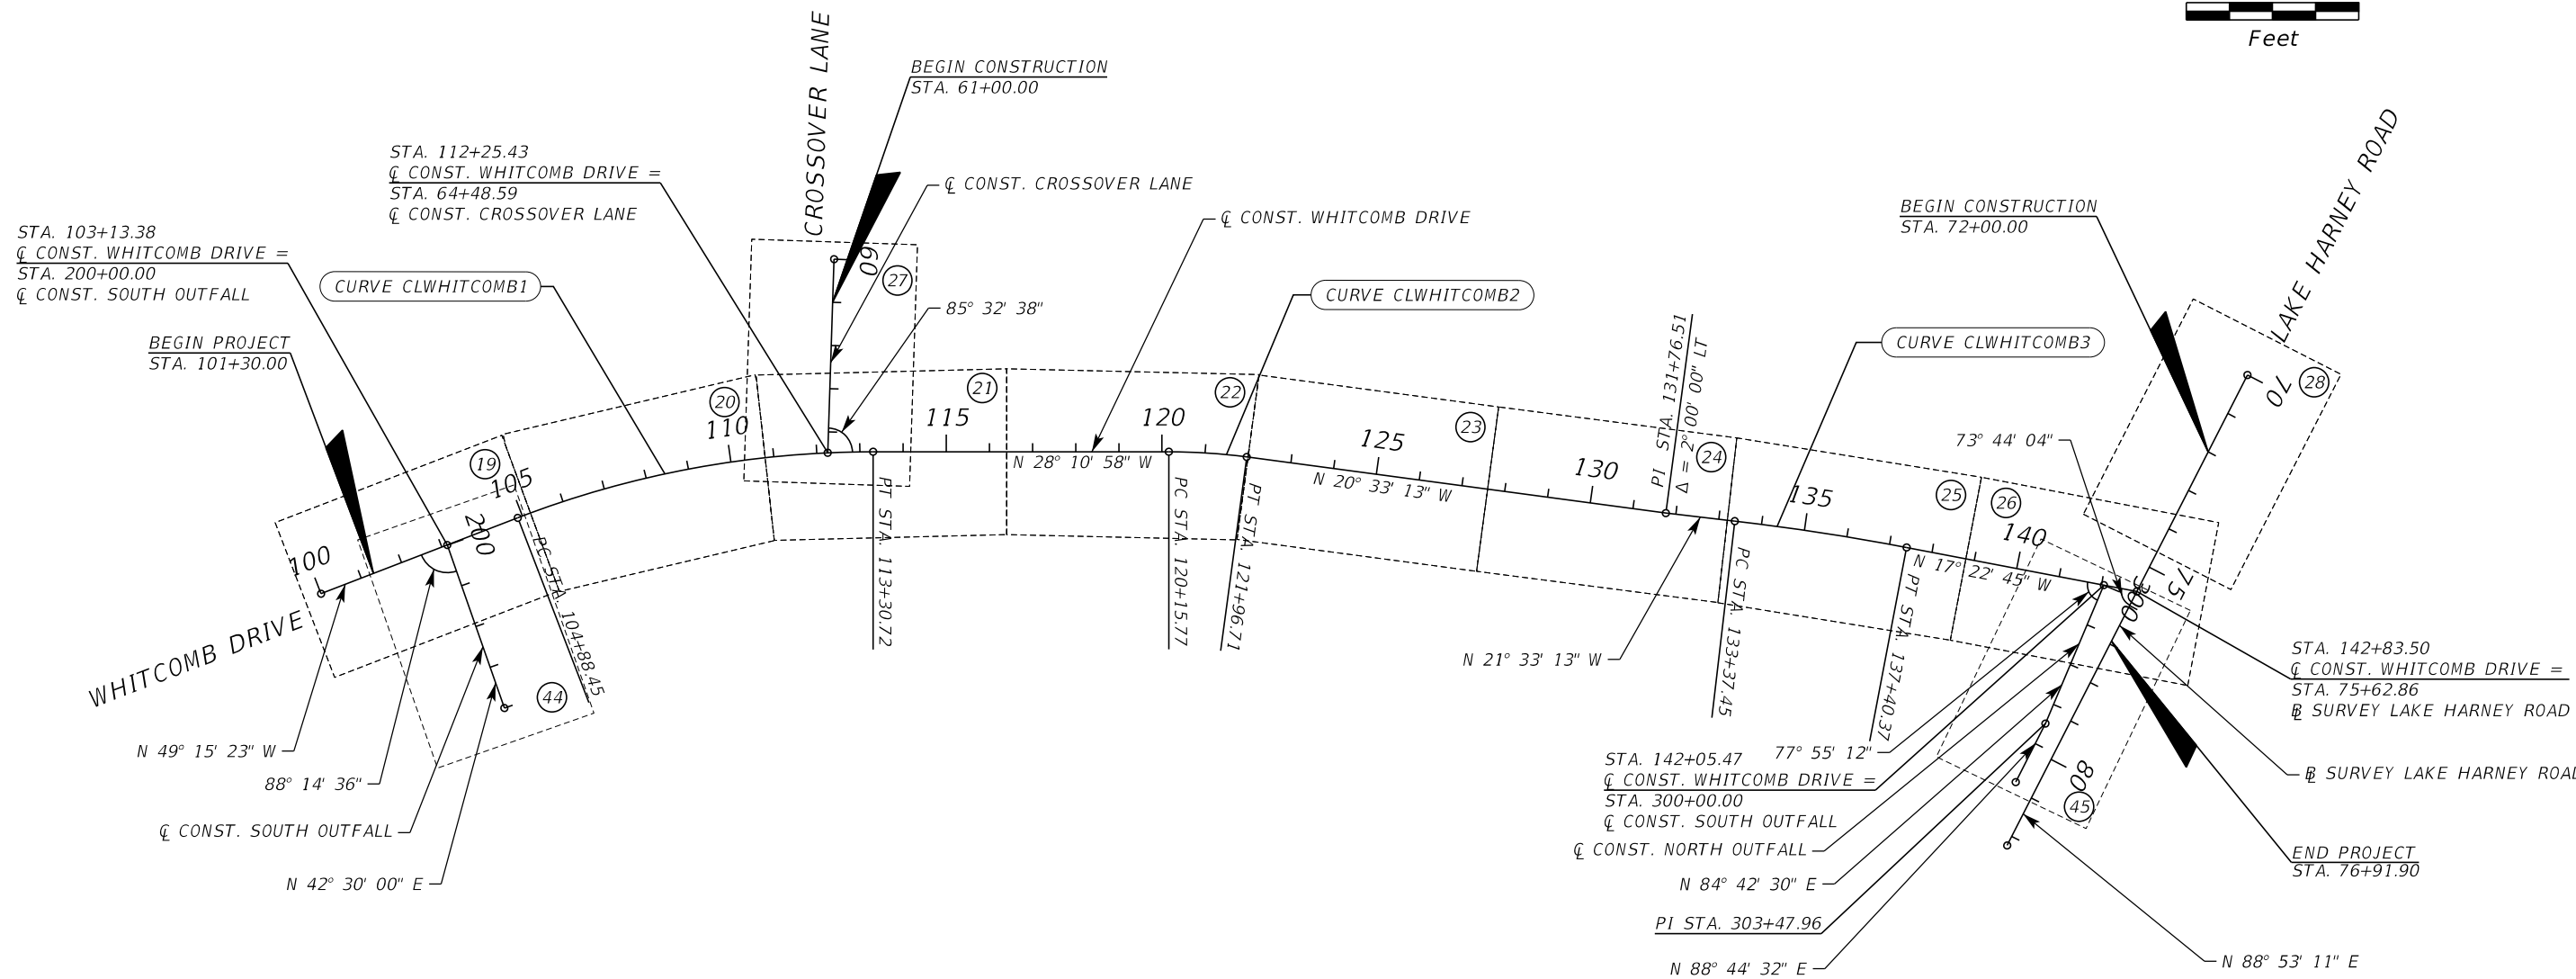 Feet
CROSSOVER LANE
BEGIN CONSTRUCTION
STA. 61+00.00
STA. 112+25.43
℄ CONST. WHITCOMB DRIVE =
STA. 64+48.59
℄ CONST. CROSSOVER LANE
℄ CONST. CROSSOVER LANE
℄ CONST. WHITCOMB DRIVE
STA. 103+13.38
℄ CONST. WHITCOMB DRIVE =
STA. 200+00.00
℄ CONST. SOUTH OUTFALL
CURVE CLWHITCOMB1
BEGIN PROJECT
STA. 101+30.00
60
27
85° 32' 38"
CURVE CLWHITCOMB2
PI STA. 131+76.51
Δ = 2° 00' 00" LT
CURVE CLWHITCOMB3
BEGIN CONSTRUCTION
STA. 72+00.00
LAKE HARNEY ROAD
70
28
73° 44' 04"
19
20
21
22
23
24
25
26
100
105
110
115
120
125
130
135
140
200
300
75
80
N 28° 10' 58" W
N 20° 33' 13" W
N 17° 22' 45" W
PC STA. 104+88.45
PT STA. 113+30.72
PC STA. 120+15.77
PT STA. 121+96.71
PC STA. 133+37.45
PT STA. 137+40.37
N 21° 33' 13" W
WHITCOMB DRIVE
44
N 49° 15' 23" W
88° 14' 36"
℄ CONST. SOUTH OUTFALL
N 42° 30' 00" E
77° 55' 12"
STA. 142+05.47
℄ CONST. WHITCOMB DRIVE =
STA. 300+00.00
℄ CONST. SOUTH OUTFALL
℄ CONST. NORTH OUTFALL
N 84° 42' 30" E
PI STA. 303+47.96
N 88° 44' 32" E
45
STA. 142+83.50
℄ CONST. WHITCOMB DRIVE =
STA. 75+62.86
BL SURVEY LAKE HARNEY ROAD
BL SURVEY LAKE HARNEY ROAD
END PROJECT
STA. 76+91.90
N 88° 53' 11" E